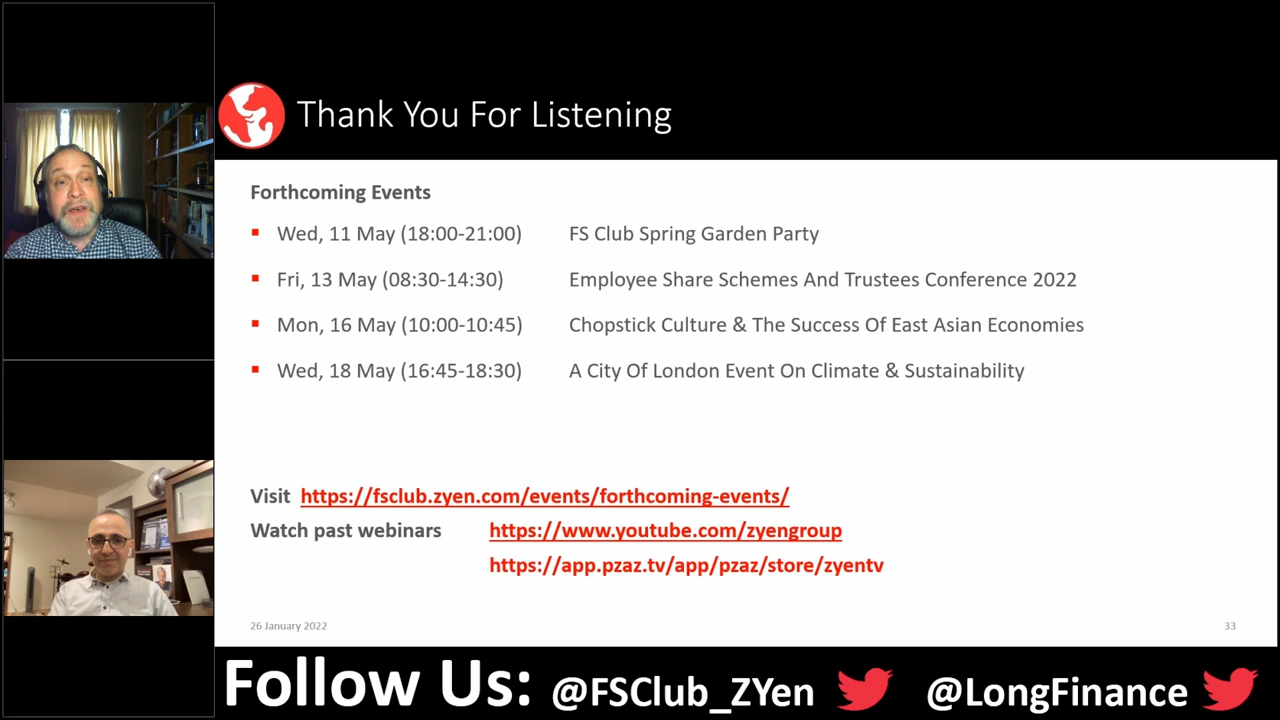 Thank You For Listening
Forthcoming Events
Wed, 11 May (18:00-21:00) FS Club Spring Garden Party
Fri, 13 May (08:30-14:30) Employee Share Schemes And Trustees Conference 2022
Mon, 16 May (10:00-10:45) Chopstick Culture & The Success Of East Asian Economies
Wed, 18 May (16:45-18:30) A City Of London Event On Climate & Sustainability
Visit https://fsclub.zyen.com/events/forthcoming-events/
Watch past webinars https://www.youtube.com/zyengroup
https://app.pzaz.tv/app/pzaz/store/zyentv
26 January 2022 33
Follow Us: @FSClub_ZYen @LongFinance